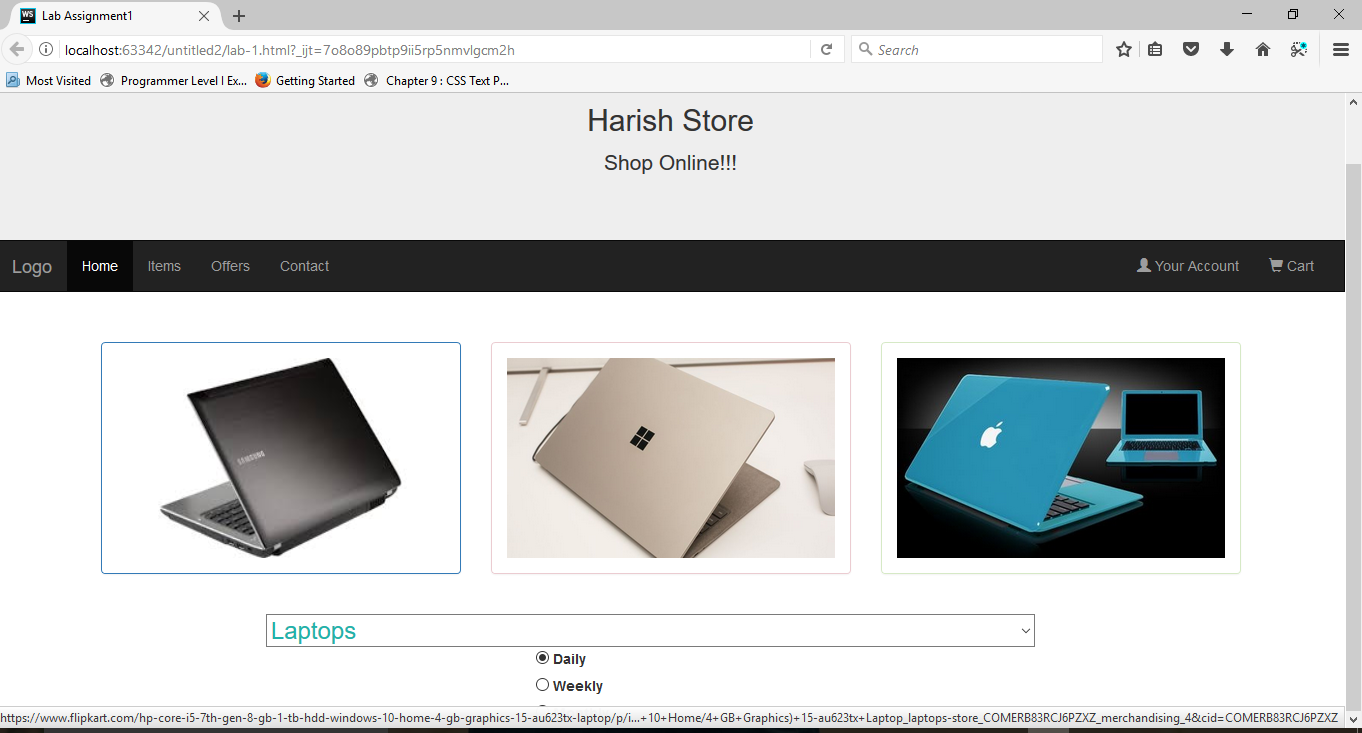 Lab Assignment1
localhost:63342/untitled2/lab-1.html?_ijt=7o8o89pbtp9ii5rp5nmvlgcm2h
Search
Most Visited Programmer Level I Ex... Getting Started Chapter 9 : CSS Text P...
Harish Store
Shop Online!!!
Logo Home Items Offers Contact Your Account Cart
SAMSUNG
Laptops
Daily
Weekly
https://www.flipkart.com/hp-core-i5-7th-gen-8-gb-1-tb-hdd-windows-10-home-4-gb-graphics-15-au623tx-laptop/p/i...+10+Home/4+GB+Graphics)+15-au623tx+Laptop_laptops-store_COMERB83RCJ6PZXZ_merchandising_4&cid=COMERB83RCJ6PZXZ